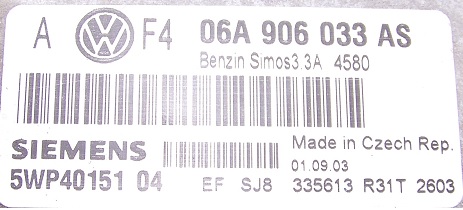 A VW F4 06A 906 033 AS
Benzin Simos3.3A 4580
SIEMENS Made in Czech Rep.
01.09.03
5WP40151 04 EF SJ8 335613 R31T 2603